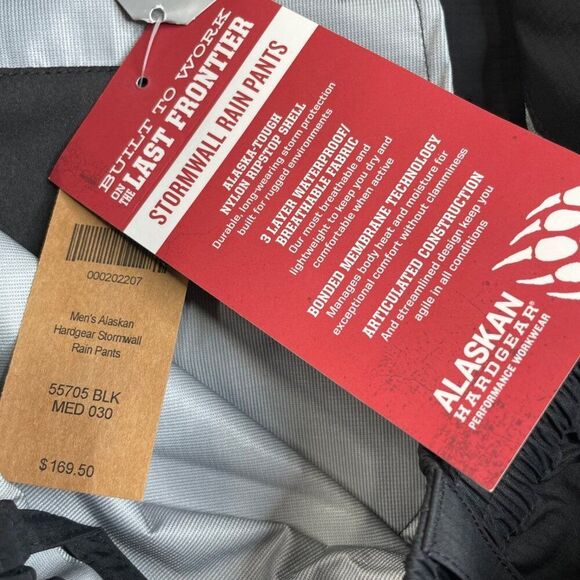 BUILT TO WORK
ON THE LAST FRONTIER
STORMWALL RAIN PANTS
ALASKA-TOUGH
NYLON RIPSTOP SHELL
Durable, long-wearing storm protection
built for rugged environments
3 LAYER WATERPROOF/
BREATHABLE FABRIC
Our most breathable and
lightweight to keep you dry and
comfortable when active
BONDED MEMBRANE TECHNOLOGY
Manages body heat and moisture for
exceptional comfort without clamminess
ARTICULATED CONSTRUCTION
And streamlined design keep you
agile in all conditions
ALASKAN
HARDGEAR®
PERFORMANCE WORKWEAR
000202207
Men's Alaskan
Hardgear Stormwall
Rain Pants
55705 BLK
MED 030
$169.50